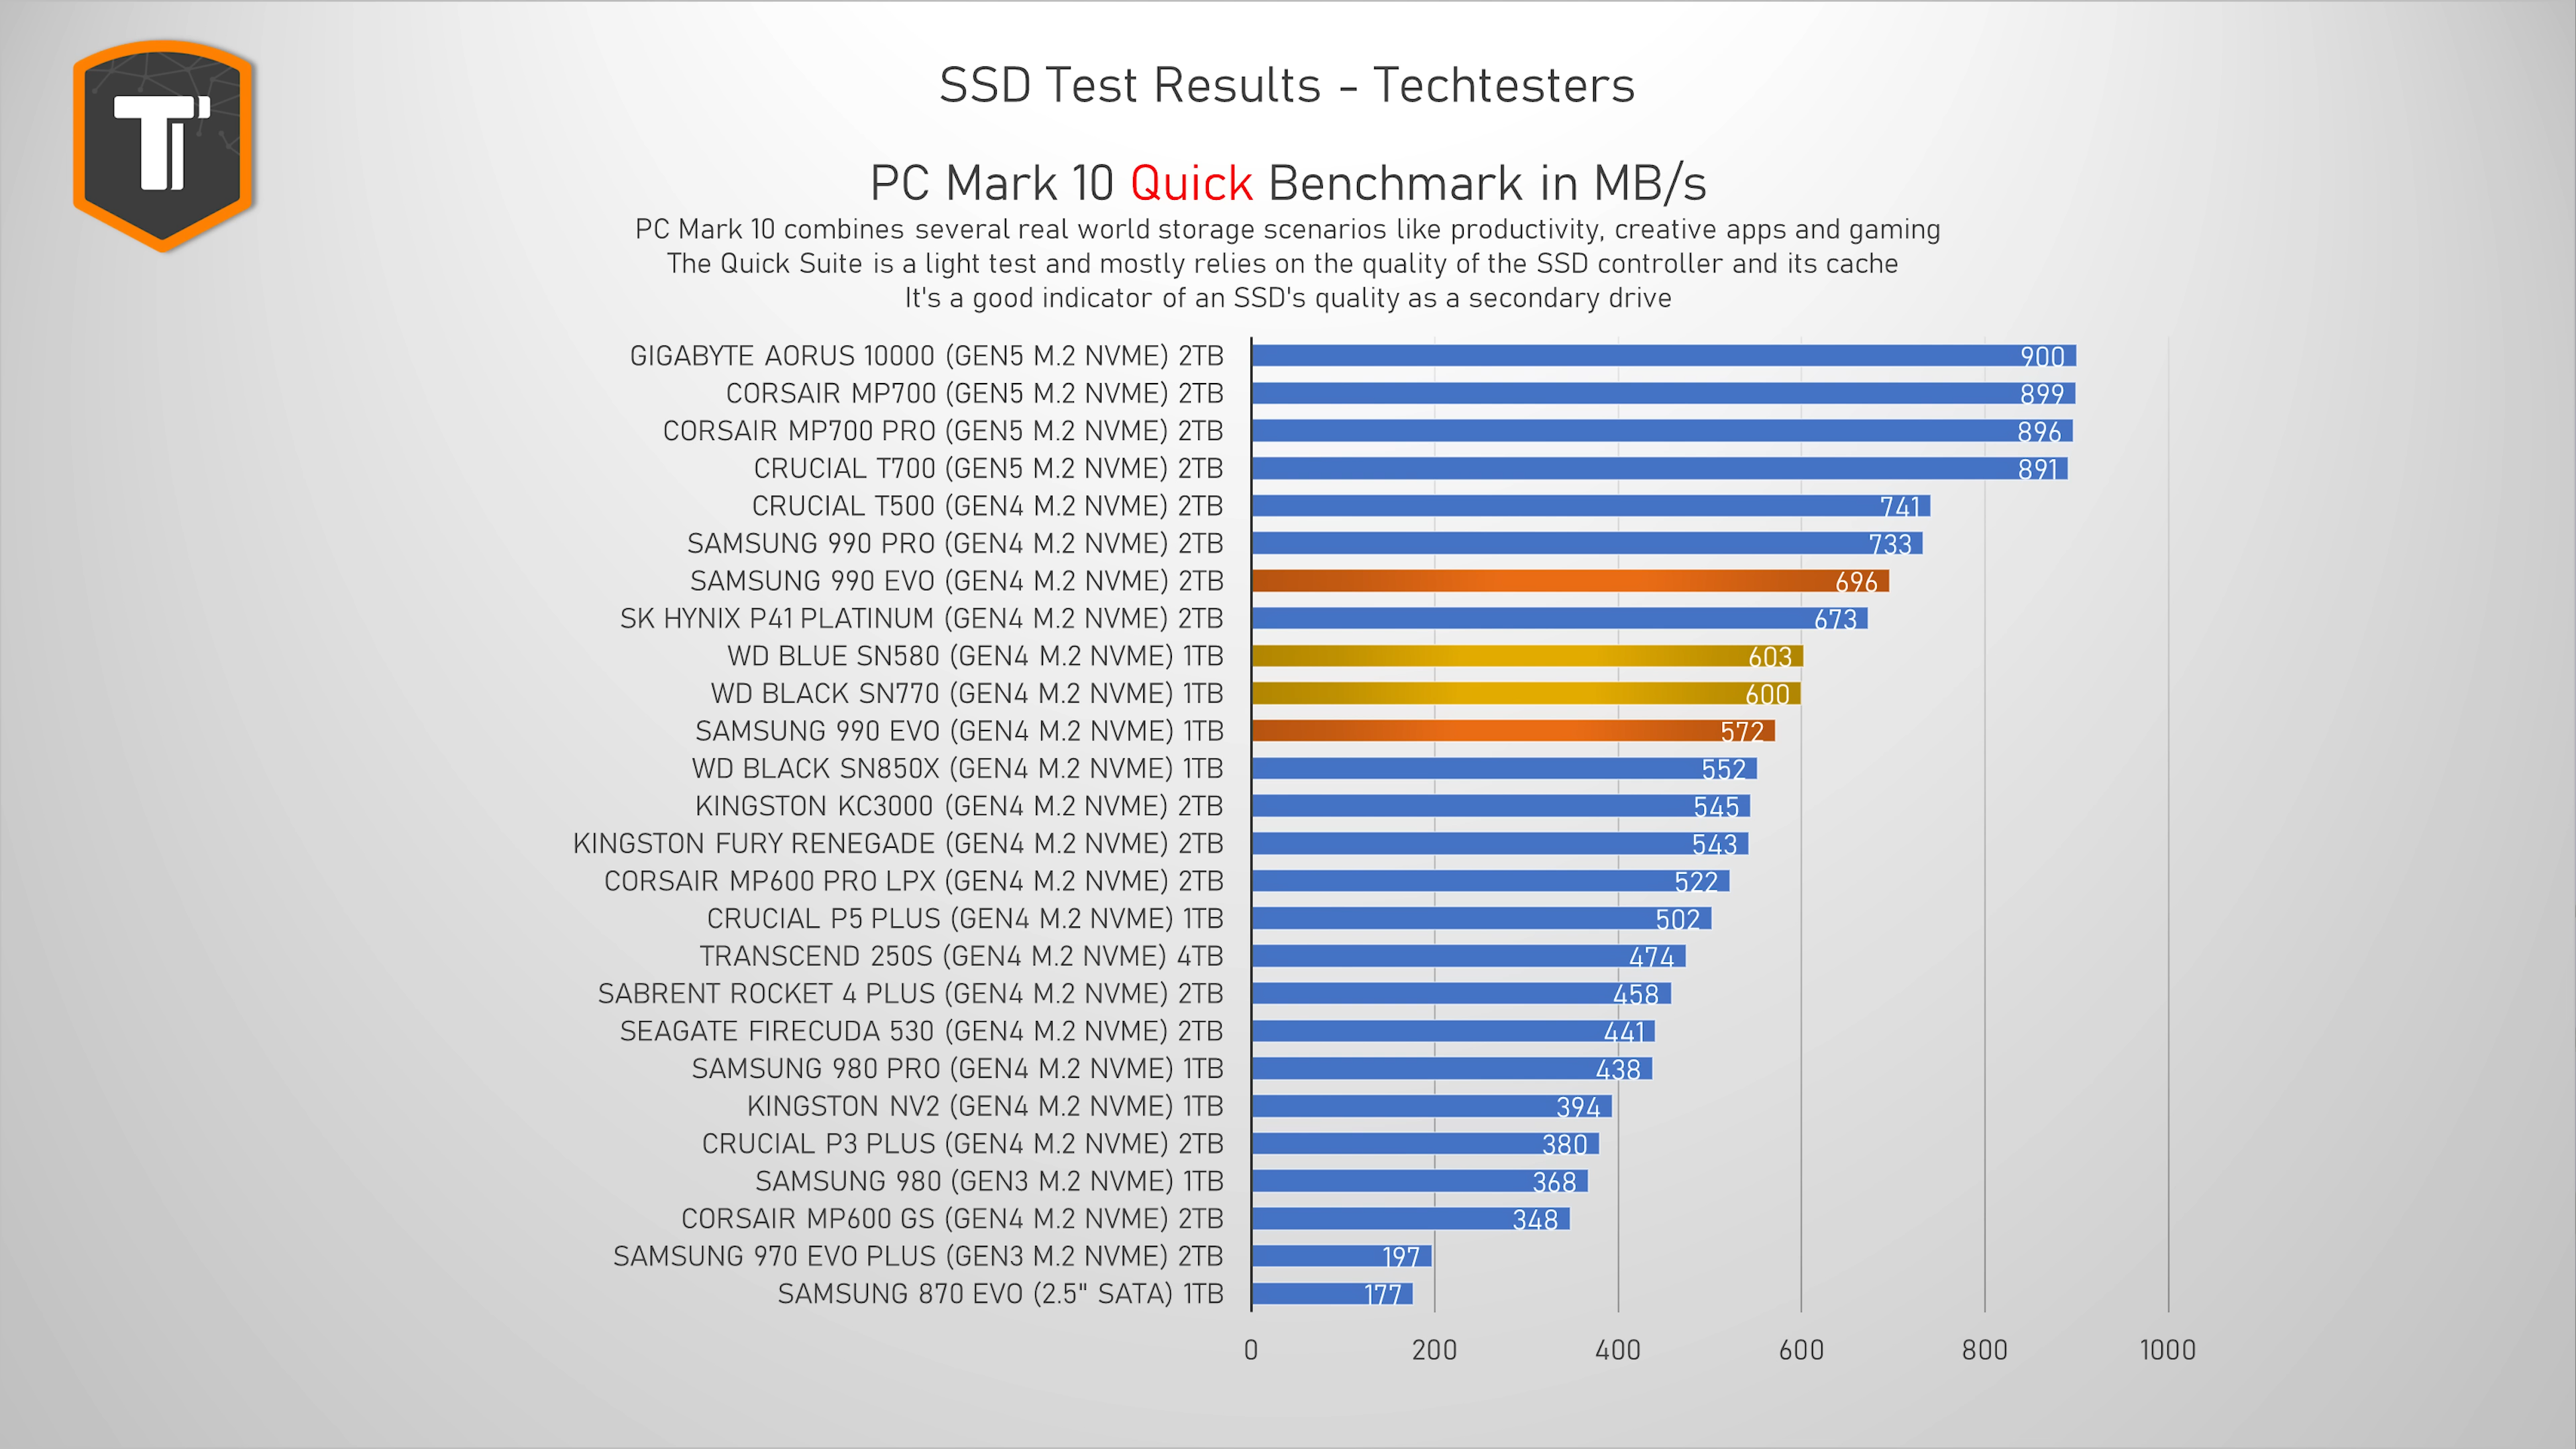 SSD Test Results - Techtesters
PC Mark 10 Quick Benchmark in MB/s
PC Mark 10 combines several real world storage scenarios like productivity, creative apps and gaming
The Quick Suite is a light test and mostly relies on the quality of the SSD controller and its cache
It's a good indicator of an SSD's quality as a secondary drive
GIGABYTE AORUS 10000 (GEN5 M.2 NVME) 2TB 900
CORSAIR MP700 (GEN5 M.2 NVME) 2TB 899
CORSAIR MP700 PRO (GEN5 M.2 NVME) 2TB 896
CRUCIAL T700 (GEN5 M.2 NVME) 2TB 891
CRUCIAL T500 (GEN4 M.2 NVME) 2TB 741
SAMSUNG 990 PRO (GEN4 M.2 NVME) 2TB 733
SAMSUNG 990 EVO (GEN4 M.2 NVME) 2TB 696
SK HYNIX P41 PLATINUM (GEN4 M.2 NVME) 2TB 673
WD BLUE SN580 (GEN4 M.2 NVME) 1TB 603
WD BLACK SN770 (GEN4 M.2 NVME) 1TB 600
SAMSUNG 990 EVO (GEN4 M.2 NVME) 1TB 572
WD BLACK SN850X (GEN4 M.2 NVME) 1TB 552
KINGSTON KC3000 (GEN4 M.2 NVME) 2TB 545
KINGSTON FURY RENEGADE (GEN4 M.2 NVME) 2TB 543
CORSAIR MP600 PRO LPX (GEN4 M.2 NVME) 2TB 522
CRUCIAL P5 PLUS (GEN4 M.2 NVME) 1TB 502
TRANSCEND 250S (GEN4 M.2 NVME) 4TB 474
SABRENT ROCKET 4 PLUS (GEN4 M.2 NVME) 2TB 458
SEAGATE FIRECUDA 530 (GEN4 M.2 NVME) 2TB 441
SAMSUNG 980 PRO (GEN4 M.2 NVME) 1TB 438
KINGSTON NV2 (GEN4 M.2 NVME) 1TB 394
CRUCIAL P3 PLUS (GEN4 M.2 NVME) 2TB 380
SAMSUNG 980 (GEN3 M.2 NVME) 1TB 368
CORSAIR MP600 GS (GEN4 M.2 NVME) 2TB 348
SAMSUNG 970 EVO PLUS (GEN3 M.2 NVME) 2TB 197
SAMSUNG 870 EVO (2.5" SATA) 1TB 177
0 200 400 600 800 1000